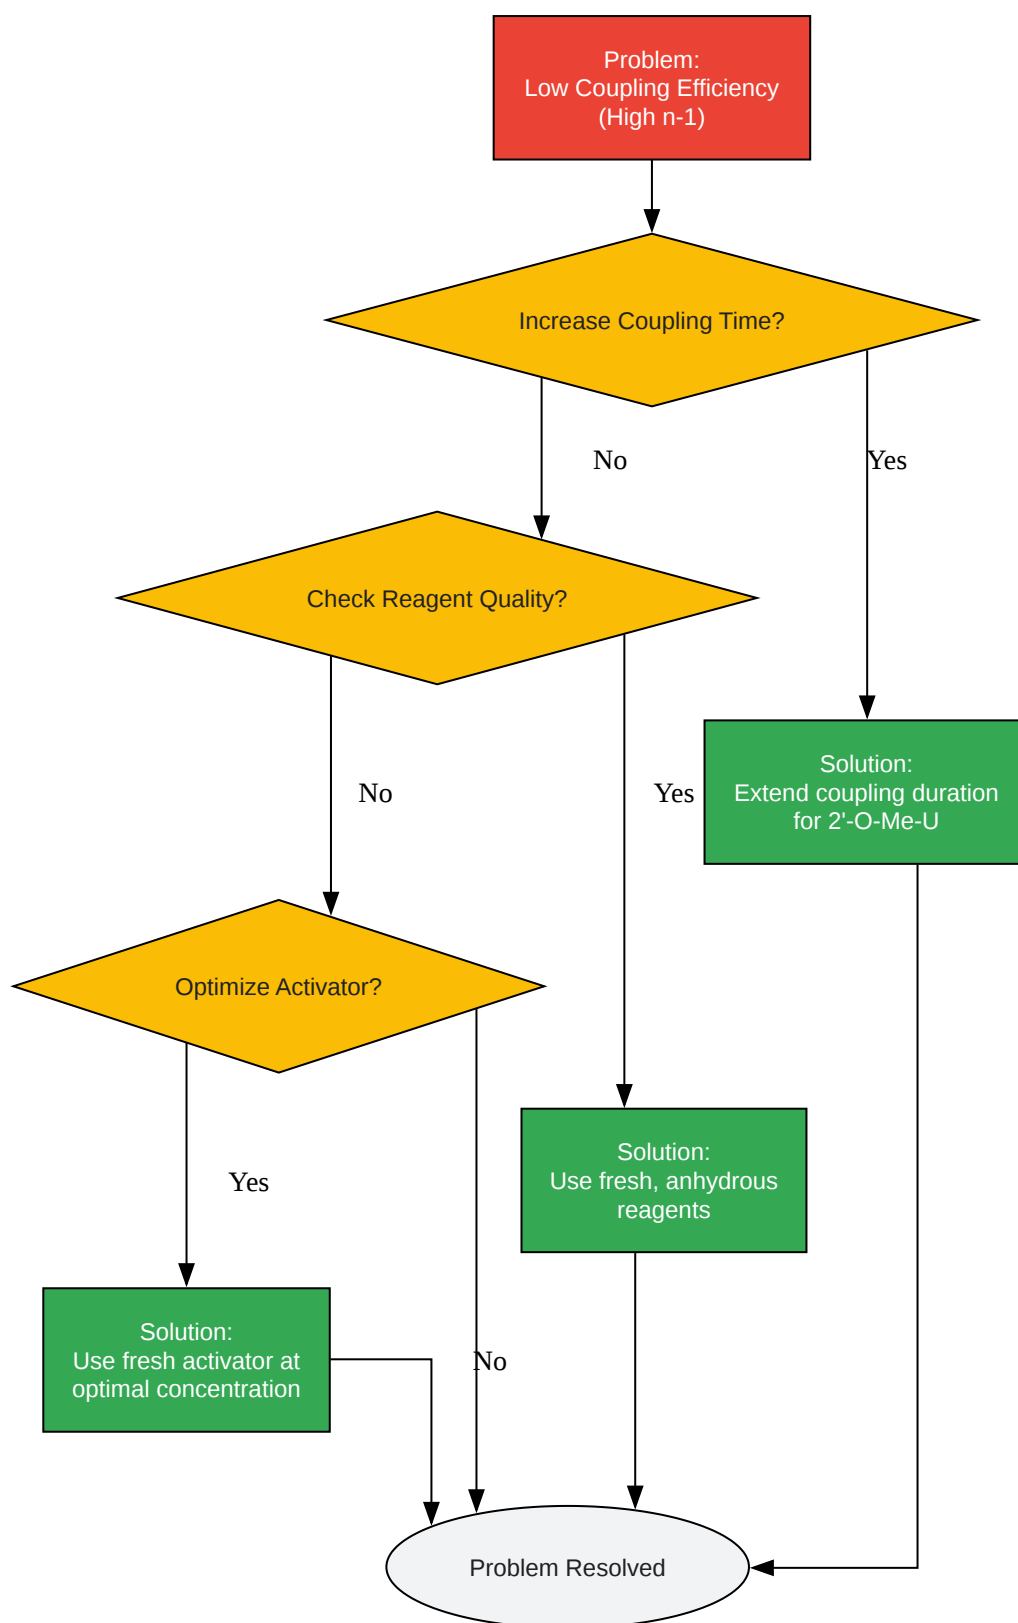 Problem:
Low Coupling Efficiency
(High n-1)
Increase Coupling Time?
No
Yes
Check Reagent Quality?
No
Yes
Solution:
Extend coupling duration
for 2'-O-Me-U
Optimize Activator?
Yes
No
Solution:
Use fresh, anhydrous
reagents
Solution:
Use fresh activator at
optimal concentration
Problem Resolved